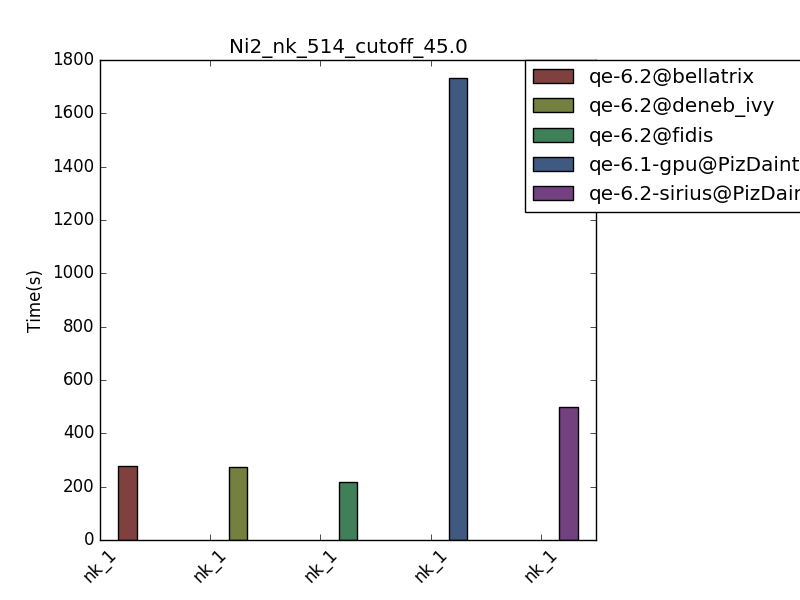 Ni2_nk_514_cutoff_45.0
qe-6.2@bellatrix
qe-6.2@deneb_ivy
qe-6.2@fidis
qe-6.1-gpu@PizDaint
qe-6.2-sirius@PizDai
1800
1600
1400
1200
1000
800
600
400
200
0
Time(s)
nk_1
nk_1
nk_1
nk_1
nk_1